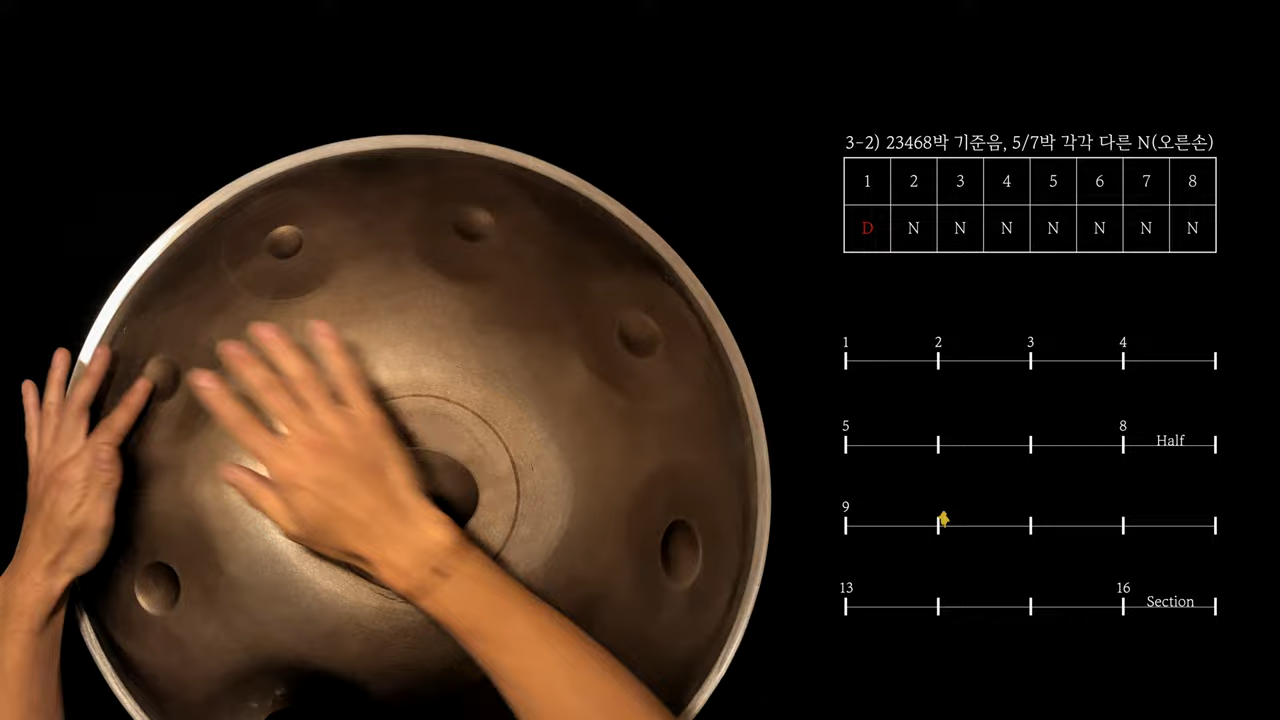 3-2) 23468박 기준음, 5/7박 각각 다른 N(오른손)
1 2 3 4 5 6 7 8
D N N N N N N N
1 2 3 4
5 8 Half
9
13 16 Section